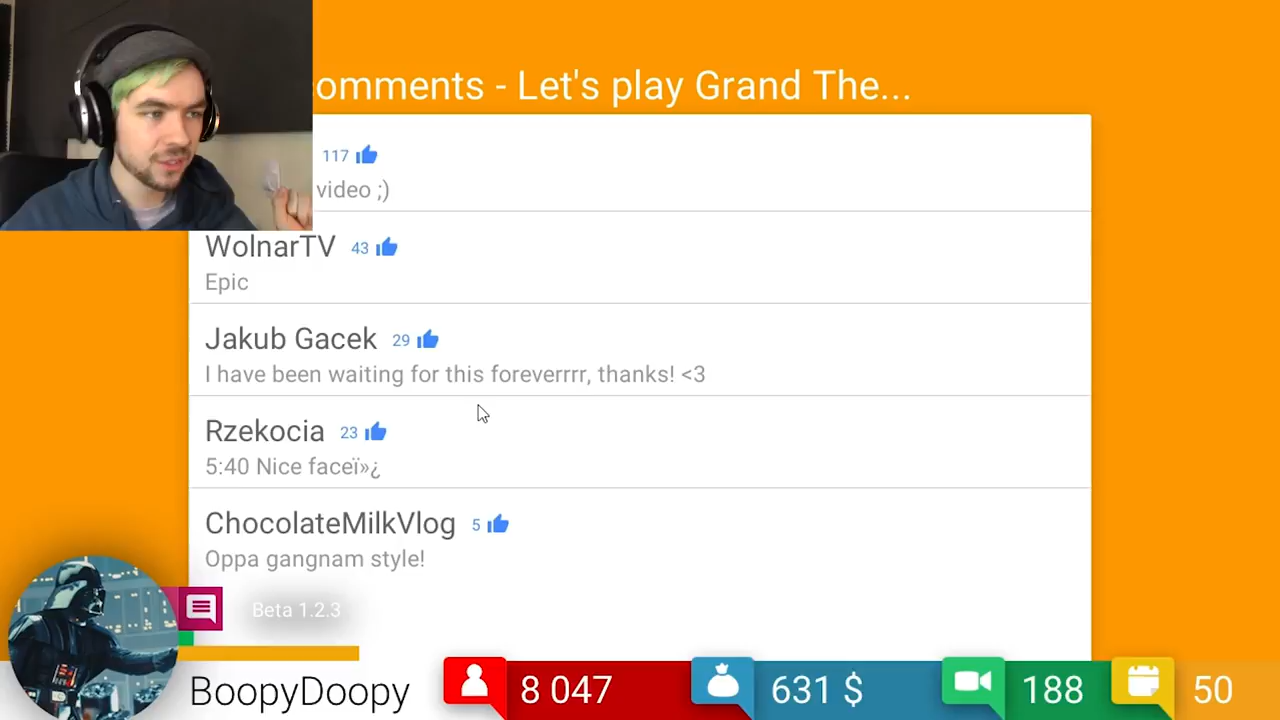 omments - Let's play Grand The...
117
video ;)
WolnarTV 43
Epic
Jakub Gacek 29
I have been waiting for this foreverrrr, thanks! <3
Rzekocia 23
5:40 Nice faceï»¿
ChocolateMilkVlog 5
Oppa gangnam style!
Beta 1.2.3
BoopyDoopy 8 047 631 $ 188 50